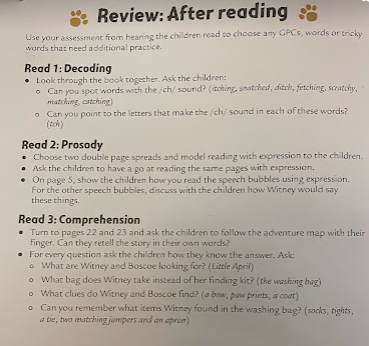 Review: After reading
Use your assessment from hearing the children read to choose any GPCs, words or tricky
words that need additional practice.
Read 1: Decoding
• Look through the book together. Ask the children:
o Can you spot words with the /ch/ sound? (itching, snatched, ditch, fetching, scratchy,
matching, catching)
o Can you point to the letters that make the /ch/ sound in each of these words?
(tch)
Read 2: Prosody
• Choose two double page spreads and model reading with expression to the children.
• Ask the children to have a go at reading the same pages with expression.
• On page 5, show the children how you read the speech bubbles using expression.
For the other speech bubbles, discuss with the children how Witney would say
these things.
Read 3: Comprehension
• Turn to pages 22 and 23 and ask the children to follow the adventure map with their
finger. Can they retell the story in their own words?
• For every question ask the children how they know the answer. Ask:
o What are Witney and Boscoe looking for? (Little April)
o What bag does Witney take instead of her finding kit? (the washing bag)
o What clues do Witney and Boscoe find? (a bow, paw prints, a coat)
o Can you remember what items Witney found in the washing bag? (socks, tights,
a tie, two matching jumpers and an apron)